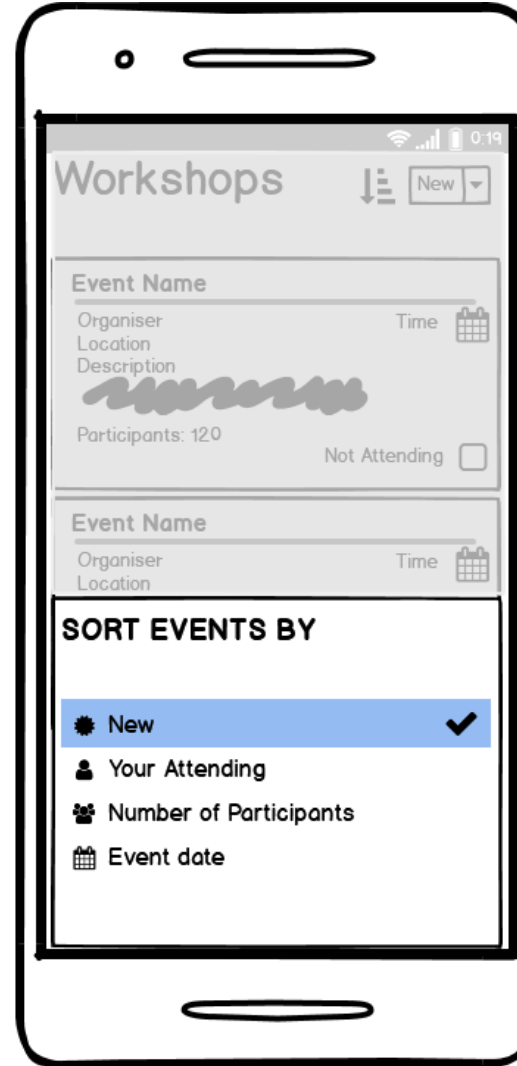 0:19
Workshops New
Event Name
Organiser Time
Location
Description
Participants: 120
Not Attending
Event Name
Organiser Time
Location
SORT EVENTS BY
New
Your Attending
Number of Participants
Event date